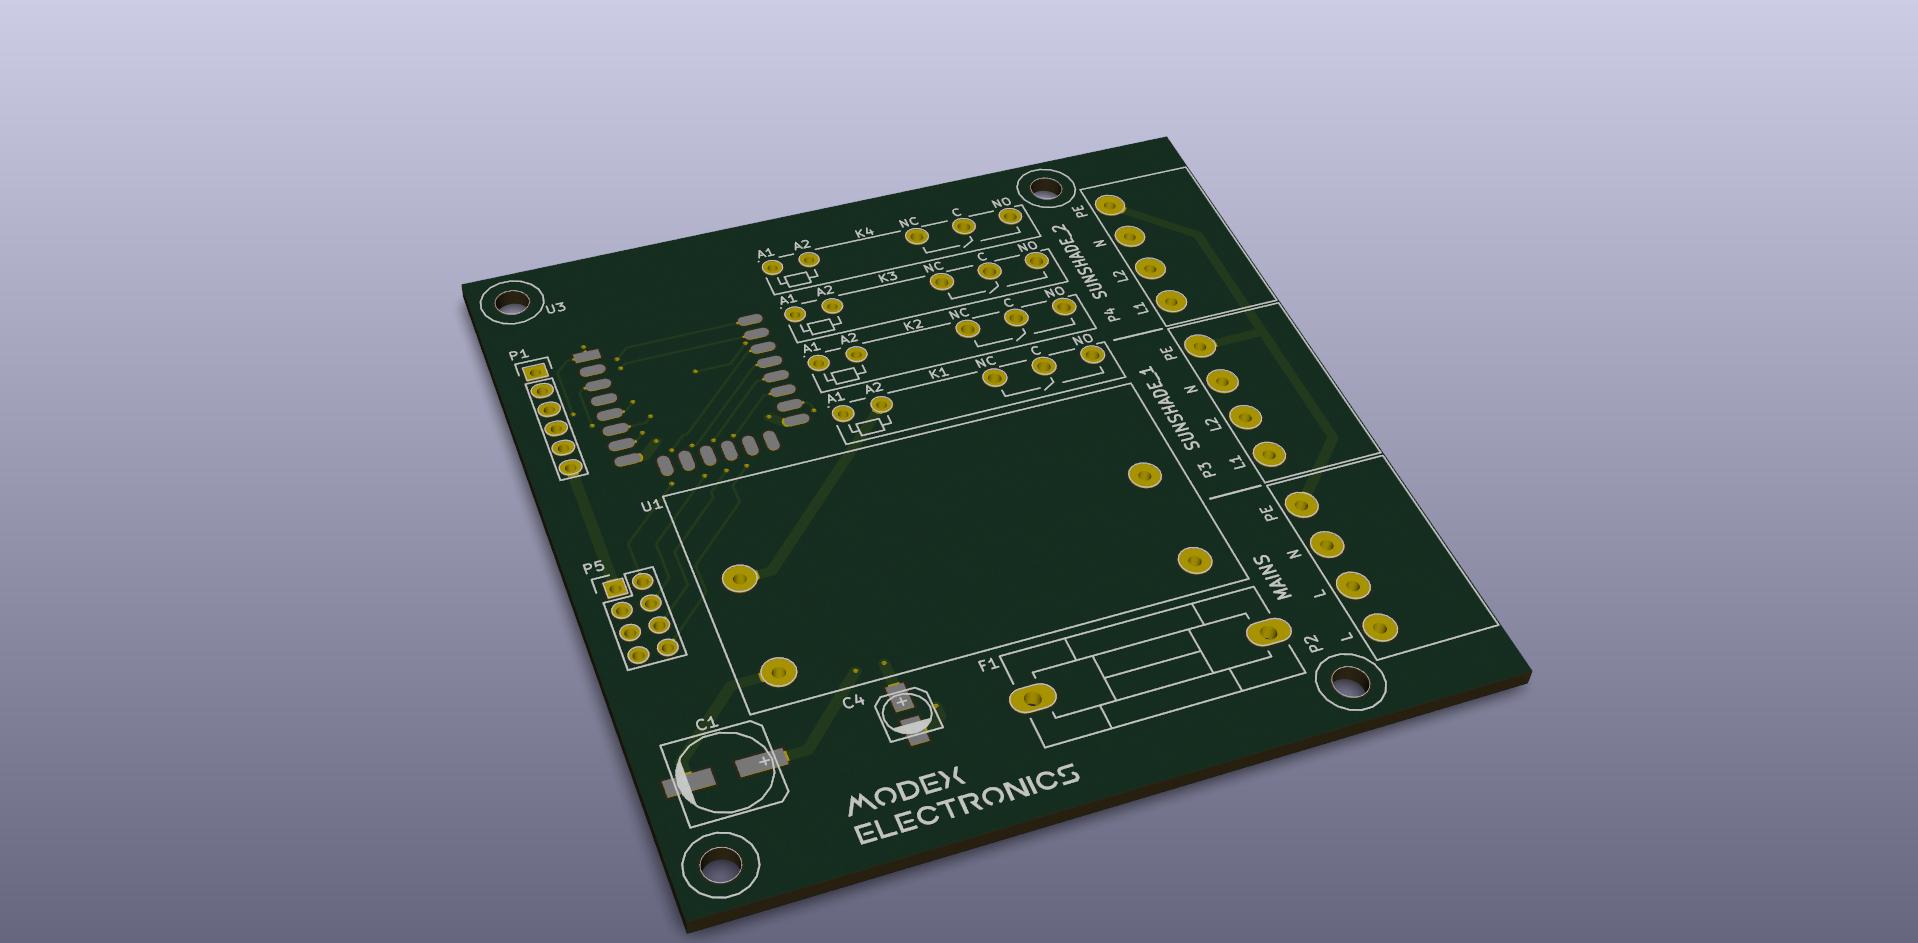 U3
P1
A1
A2
K4
NC
C
NO
A1
A2
K3
NC
C
NO
A1
A2
K2
NC
C
NO
A1
A2
K1
NC
C
NO
PE
N
L2
L1
P4 SUNSHADE_2
PE
N
L2
L1
P3 SUNSHADE_1
PE
N
L
L
P2
MAINS
U1
P5
F1
C4
+
C1
+
MODEX
ELECTRONICS